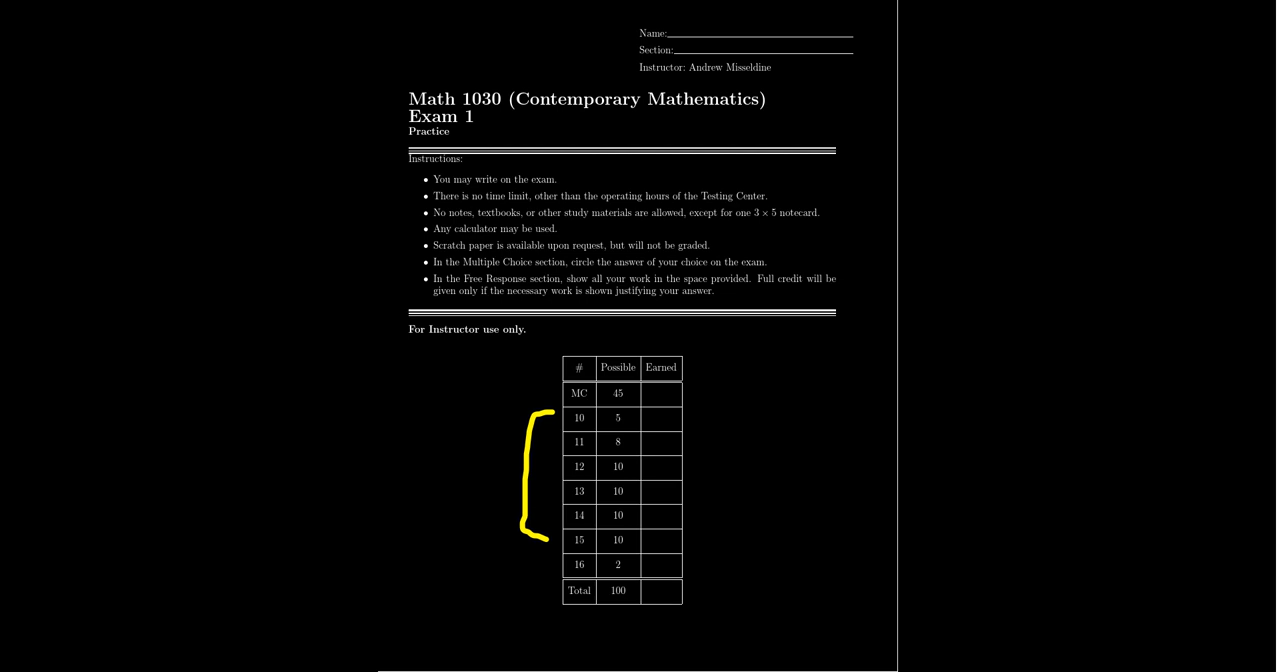 Name:
Section:
Instructor: Andrew Misseldine
Math 1030 (Contemporary Mathematics)
Exam 1
Practice
Instructions:
• You may write on the exam.
• There is no time limit, other than the operating hours of the Testing Center.
• No notes, textbooks, or other study materials are allowed, except for one 3 × 5 notecard.
• Any calculator may be used.
• Scratch paper is available upon request, but will not be graded.
• In the Multiple Choice section, circle the answer of your choice on the exam.
• In the Free Response section, show all your work in the space provided. Full credit will be
given only if the necessary work is shown justifying your answer.
For Instructor use only.
# Possible Earned
MC 45
10 5
11 8
12 10
13 10
14 10
15 10
16 2
Total 100